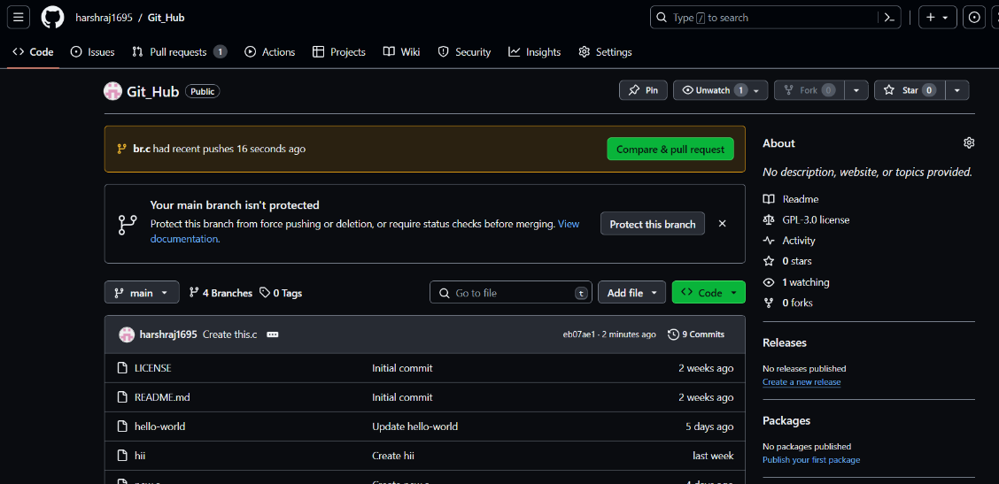 harshraj1695 / Git_Hub
Type / to search
Code Issues Pull requests 1 Actions Projects Wiki Security Insights Settings
Git_Hub Public
Pin Unwatch 1 Fork 0 Star 0
br.c had recent pushes 16 seconds ago
Compare & pull request
Your main branch isn't protected
Protect this branch from force pushing or deletion, or require status checks before merging. View
documentation.
Protect this branch
main 4 Branches 0 Tags
Go to file t
Add file
Code
harshraj1695 Create this.c
eb07ae1 · 2 minutes ago 9 Commits
LICENSE Initial commit 2 weeks ago
README.md Initial commit 2 weeks ago
hello-world Update hello-world 5 days ago
hii Create hii last week
About
No description, website, or topics provided.
Readme
GPL-3.0 license
Activity
0 stars
1 watching
0 forks
Releases
No releases published
Create a new release
Packages
No packages published
Publish your first package